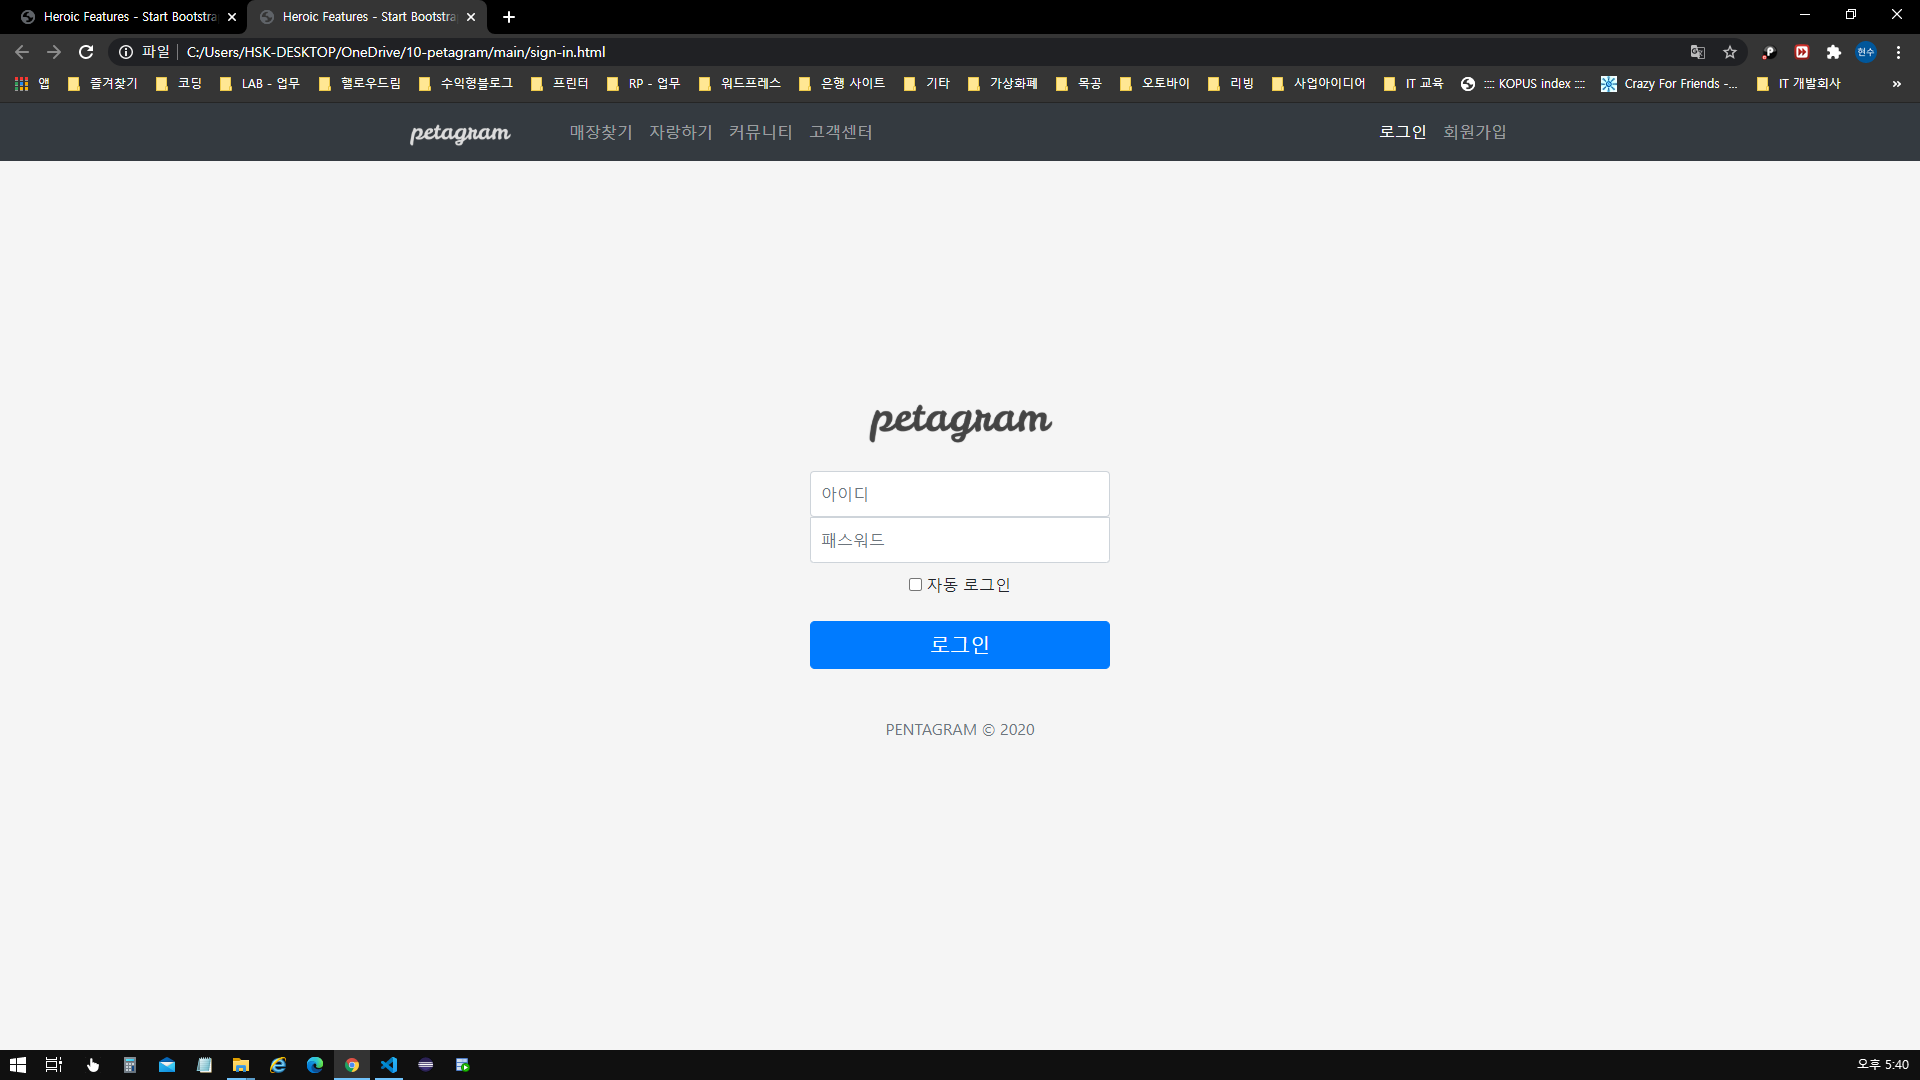 Heroic Features - Start Bootstra
Heroic Features - Start Bootstra
파일 C:/Users/HSK-DESKTOP/OneDrive/10-petagram/main/sign-in.html
현수
앱 즐겨찾기 코딩 LAB - 업무 헬로우드림 수익형블로그 프린터 RP - 업무 워드프레스 은행 사이트 기타 가상화폐 목공 오토바이 리빙 사업아이디어 IT 교육 :::: KOPUS index :::: Crazy For Friends -... IT 개발회사 »
petagram 매장찾기 자랑하기 커뮤니티 고객센터 로그인 회원가입
petagram
아이디
패스워드
자동 로그인
로그인
PENTAGRAM © 2020
오후 5:40